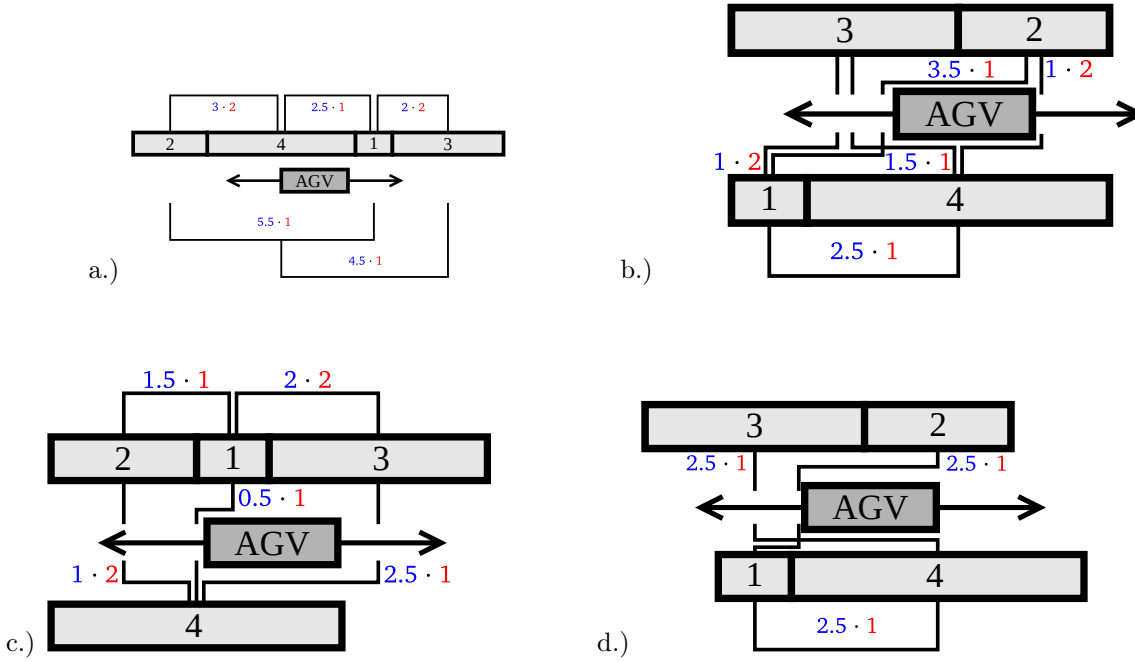 3 · 2
2.5 · 1
2 · 2
2
4
1
3
AGV
5.5 · 1
4.5 · 1
a.)
3
2
3.5 · 1
1 · 2
AGV
1 · 2
1.5 · 1
1
4
2.5 · 1
b.)
1.5 · 1
2 · 2
2
1
3
0.5 · 1
AGV
1 · 2
2.5 · 1
4
c.)
3
2
2.5 · 1
2.5 · 1
AGV
1
4
2.5 · 1
d.)